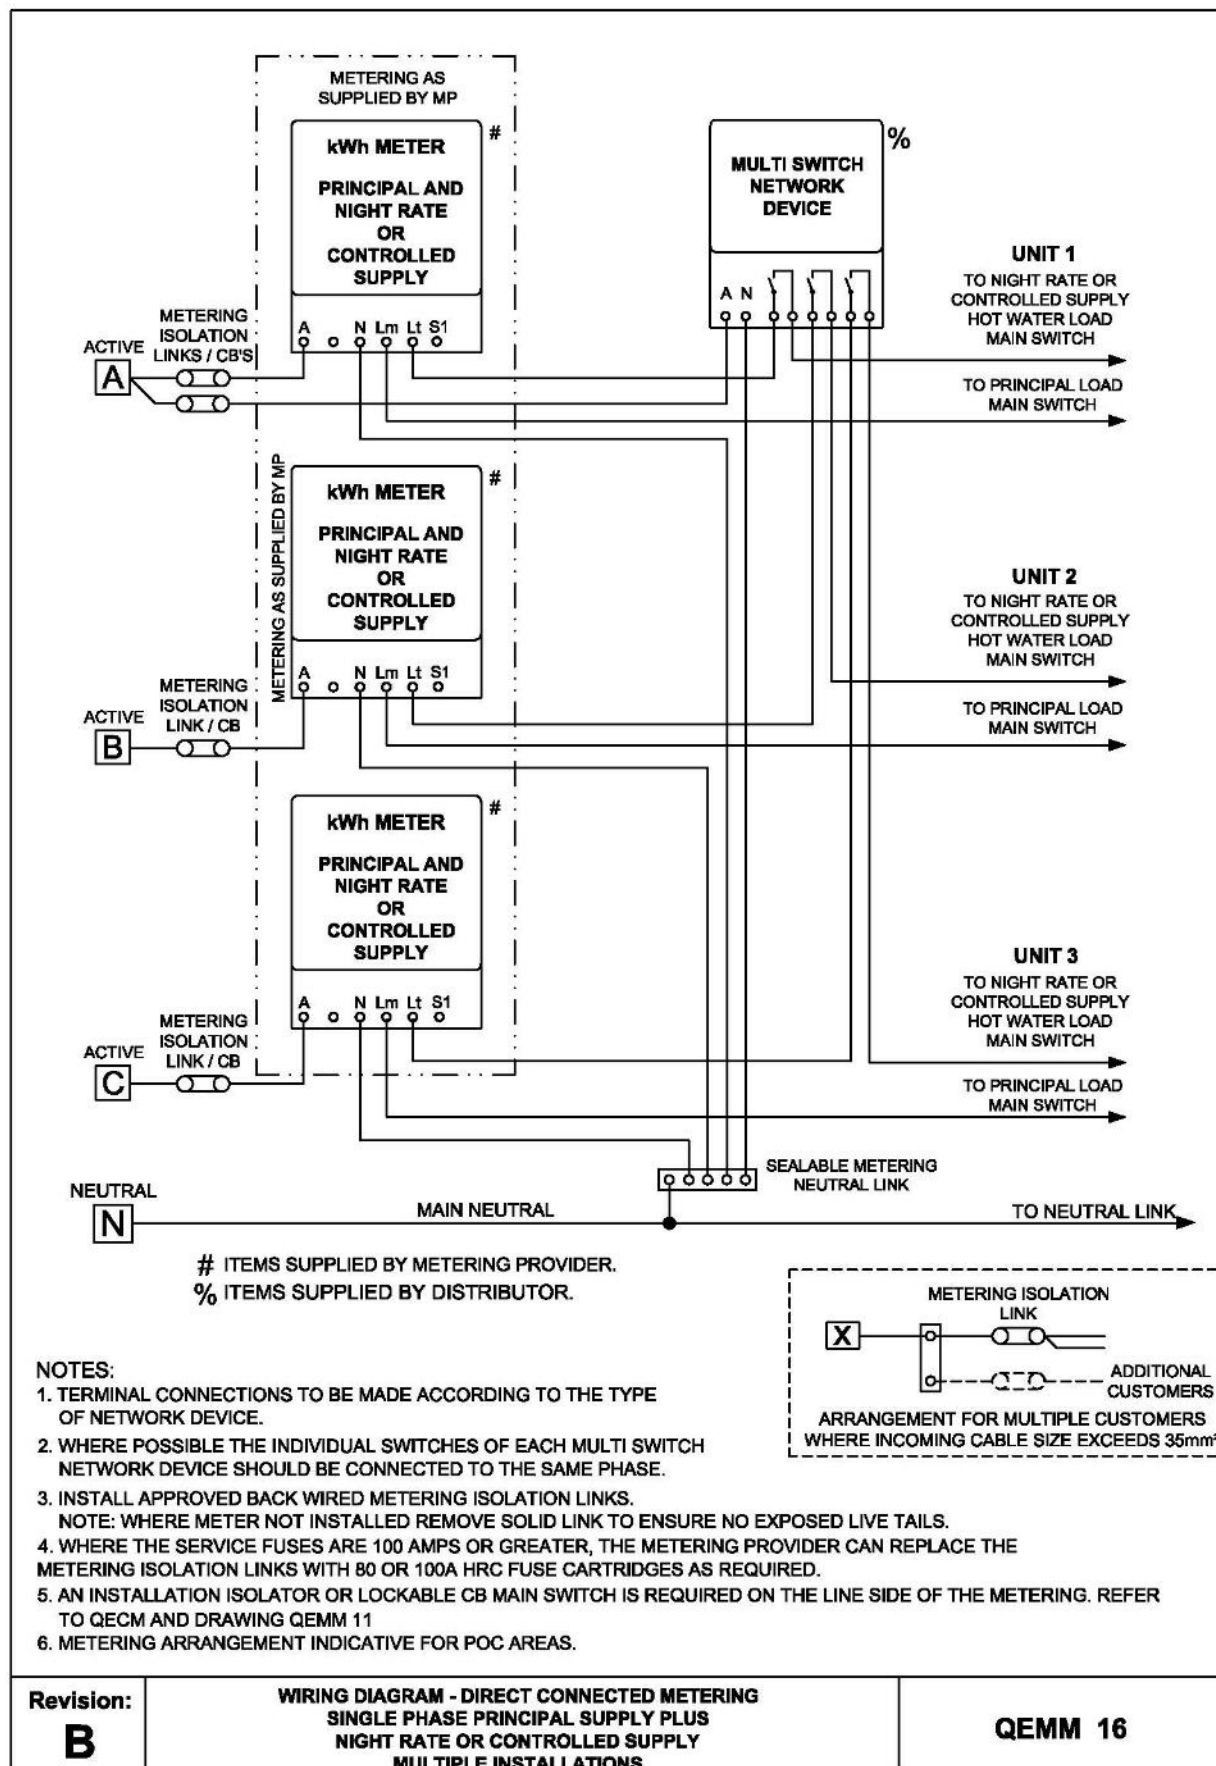 METERING AS
SUPPLIED BY MP
kWh METER
#
PRINCIPAL AND
NIGHT RATE
OR
CONTROLLED
SUPPLY
A N Lm Lt S1
MULTI SWITCH
NETWORK
DEVICE
%
A N
METERING
ISOLATION
LINKS / CB'S
ACTIVE
A
UNIT 1
TO NIGHT RATE OR
CONTROLLED SUPPLY
HOT WATER LOAD
MAIN SWITCH
TO PRINCIPAL LOAD
MAIN SWITCH
METERING AS SUPPLIED BY MP
kWh METER
#
PRINCIPAL AND
NIGHT RATE
OR
CONTROLLED
SUPPLY
A N Lm Lt S1
METERING
ISOLATION
LINK / CB
ACTIVE
B
UNIT 2
TO NIGHT RATE OR
CONTROLLED SUPPLY
HOT WATER LOAD
MAIN SWITCH
TO PRINCIPAL LOAD
MAIN SWITCH
kWh METER
#
PRINCIPAL AND
NIGHT RATE
OR
CONTROLLED
SUPPLY
A N Lm Lt S1
METERING
ISOLATION
LINK / CB
ACTIVE
C
UNIT 3
TO NIGHT RATE OR
CONTROLLED SUPPLY
HOT WATER LOAD
MAIN SWITCH
TO PRINCIPAL LOAD
MAIN SWITCH
SEALABLE METERING
NEUTRAL LINK
NEUTRAL
N
MAIN NEUTRAL
TO NEUTRAL LINK
# ITEMS SUPPLIED BY METERING PROVIDER.
% ITEMS SUPPLIED BY DISTRIBUTOR.
METERING ISOLATION
LINK
X
ADDITIONAL
CUSTOMERS
ARRANGEMENT FOR MULTIPLE CUSTOMERS
WHERE INCOMING CABLE SIZE EXCEEDS 35mm²
NOTES:
1. TERMINAL CONNECTIONS TO BE MADE ACCORDING TO THE TYPE
OF NETWORK DEVICE.
2. WHERE POSSIBLE THE INDIVIDUAL SWITCHES OF EACH MULTI SWITCH
NETWORK DEVICE SHOULD BE CONNECTED TO THE SAME PHASE.
3. INSTALL APPROVED BACK WIRED METERING ISOLATION LINKS.
NOTE: WHERE METER NOT INSTALLED REMOVE SOLID LINK TO ENSURE NO EXPOSED LIVE TAILS.
4. WHERE THE SERVICE FUSES ARE 100 AMPS OR GREATER, THE METERING PROVIDER CAN REPLACE THE
METERING ISOLATION LINKS WITH 80 OR 100A HRC FUSE CARTRIDGES AS REQUIRED.
5. AN INSTALLATION ISOLATOR OR LOCKABLE CB MAIN SWITCH IS REQUIRED ON THE LINE SIDE OF THE METERING. REFER
TO QECM AND DRAWING QEMM 11
6. METERING ARRANGEMENT INDICATIVE FOR POC AREAS.
Revision:
B
WIRING DIAGRAM - DIRECT CONNECTED METERING
SINGLE PHASE PRINCIPAL SUPPLY PLUS
NIGHT RATE OR CONTROLLED SUPPLY
MULTIPLE INSTALLATIONS
QEMM 16